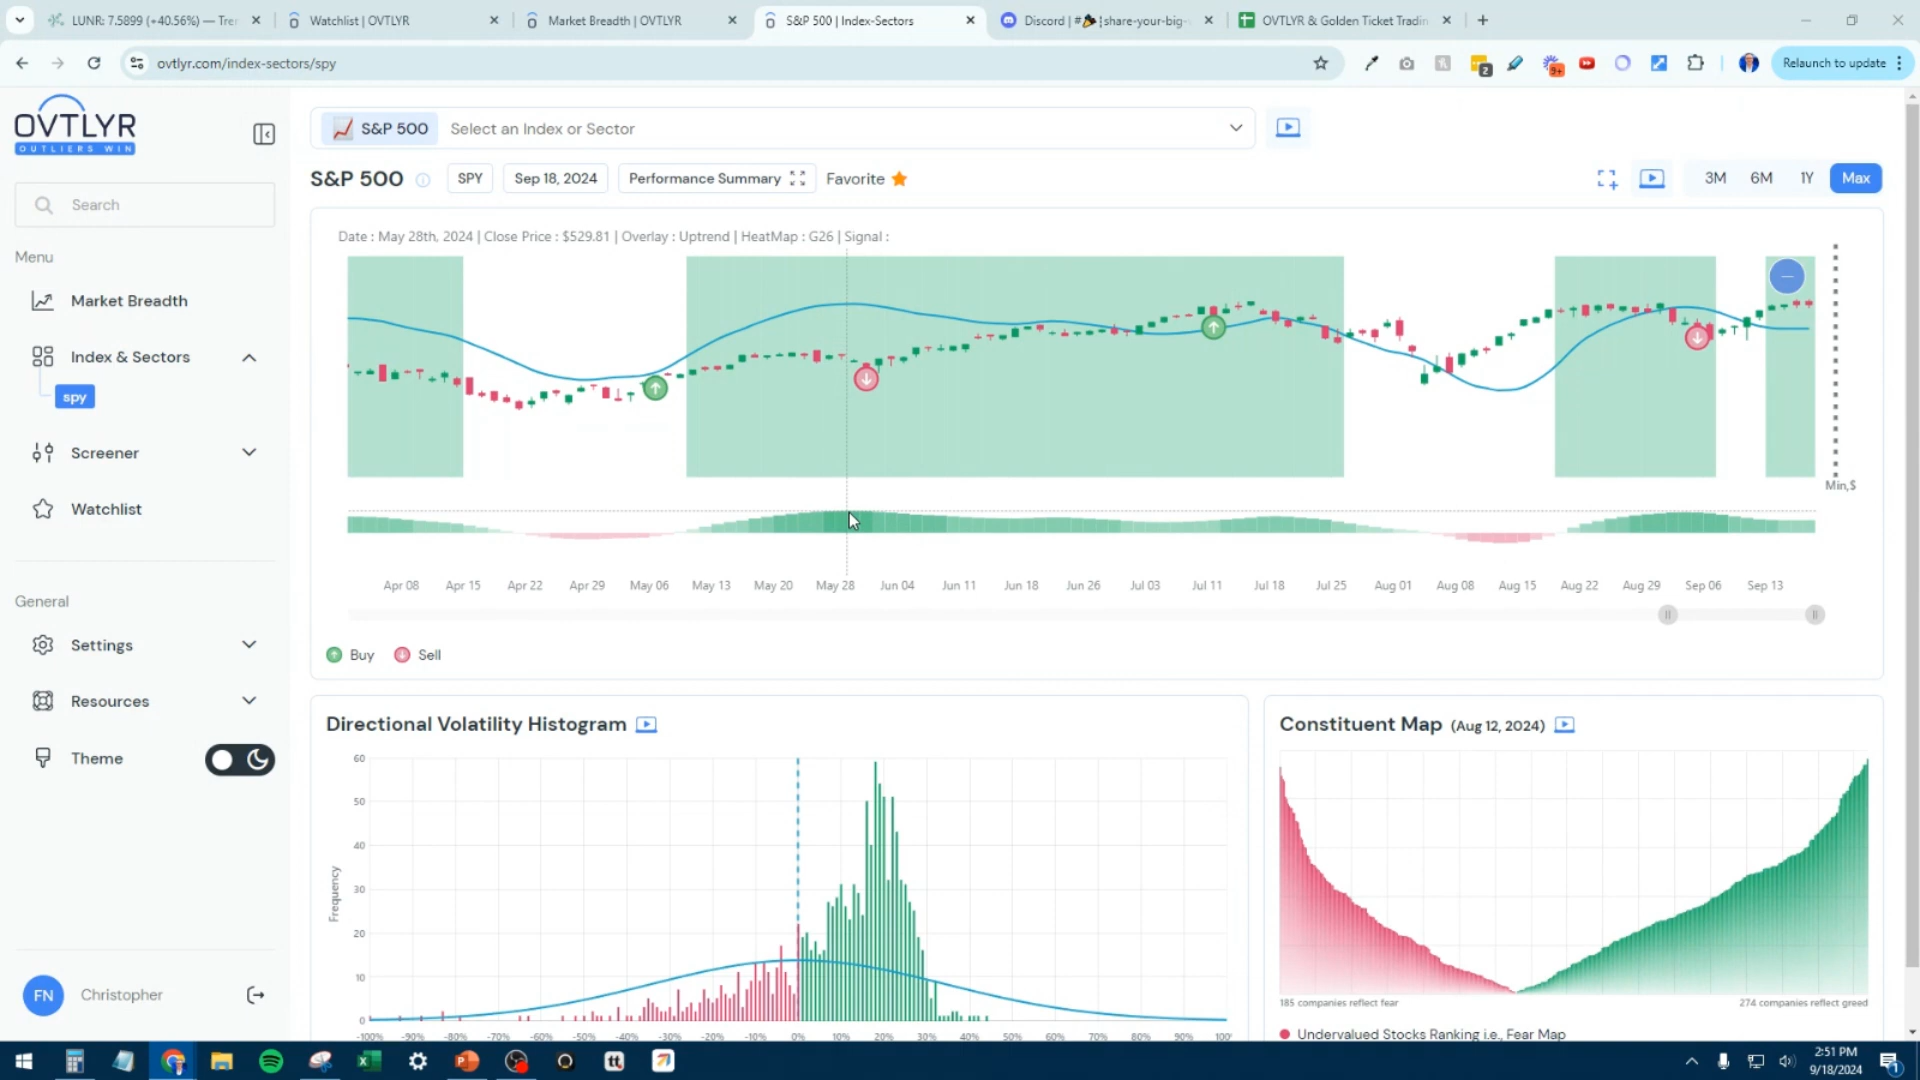 LUNR: 7.5899 (+40.56%) — Tre
Watchlist | OVTLYR
Market Breadth | OVTLYR
S&P 500 | Index-Sectors
Discord | # | share-your-big-
OVTLYR & Golden Ticket Tradin
ovtlyr.com/index-sectors/spy
2
9+
Relaunch to update
OVTLYR
OUTLIERS WIN
Search
Menu
Market Breadth
Index & Sectors
spy
Screener
Watchlist
General
Settings
Resources
Theme
FN
Christopher
S&P 500
Select an Index or Sector
S&P 500
SPY
Sep 18, 2024
Performance Summary
Favorite
3M
6M
1Y
Max
Date : May 28th, 2024 | Close Price : $529.81 | Overlay : Uptrend | HeatMap : G26 | Signal :
Min,$
Apr 08 Apr 15 Apr 22 Apr 29 May 06 May 13 May 20 May 28 Jun 04 Jun 11 Jun 18 Jun 26 Jul 03 Jul 11 Jul 18 Jul 25 Aug 01 Aug 08 Aug 15 Aug 22 Aug 29 Sep 06 Sep 13
Buy
Sell
Directional Volatility Histogram
60
50
40
30
20
10
0
Frequency
-100% -90% -80% -70% -60% -50% -40% -30% -20% -10% 0% 10% 20% 30% 40% 50% 60% 70% 80% 90% 100
Constituent Map (Aug 12, 2024)
185 companies reflect fear
274 companies reflect greed
Undervalued Stocks Ranking i.e., Fear Map
tt
2:51 PM
9/18/2024
1